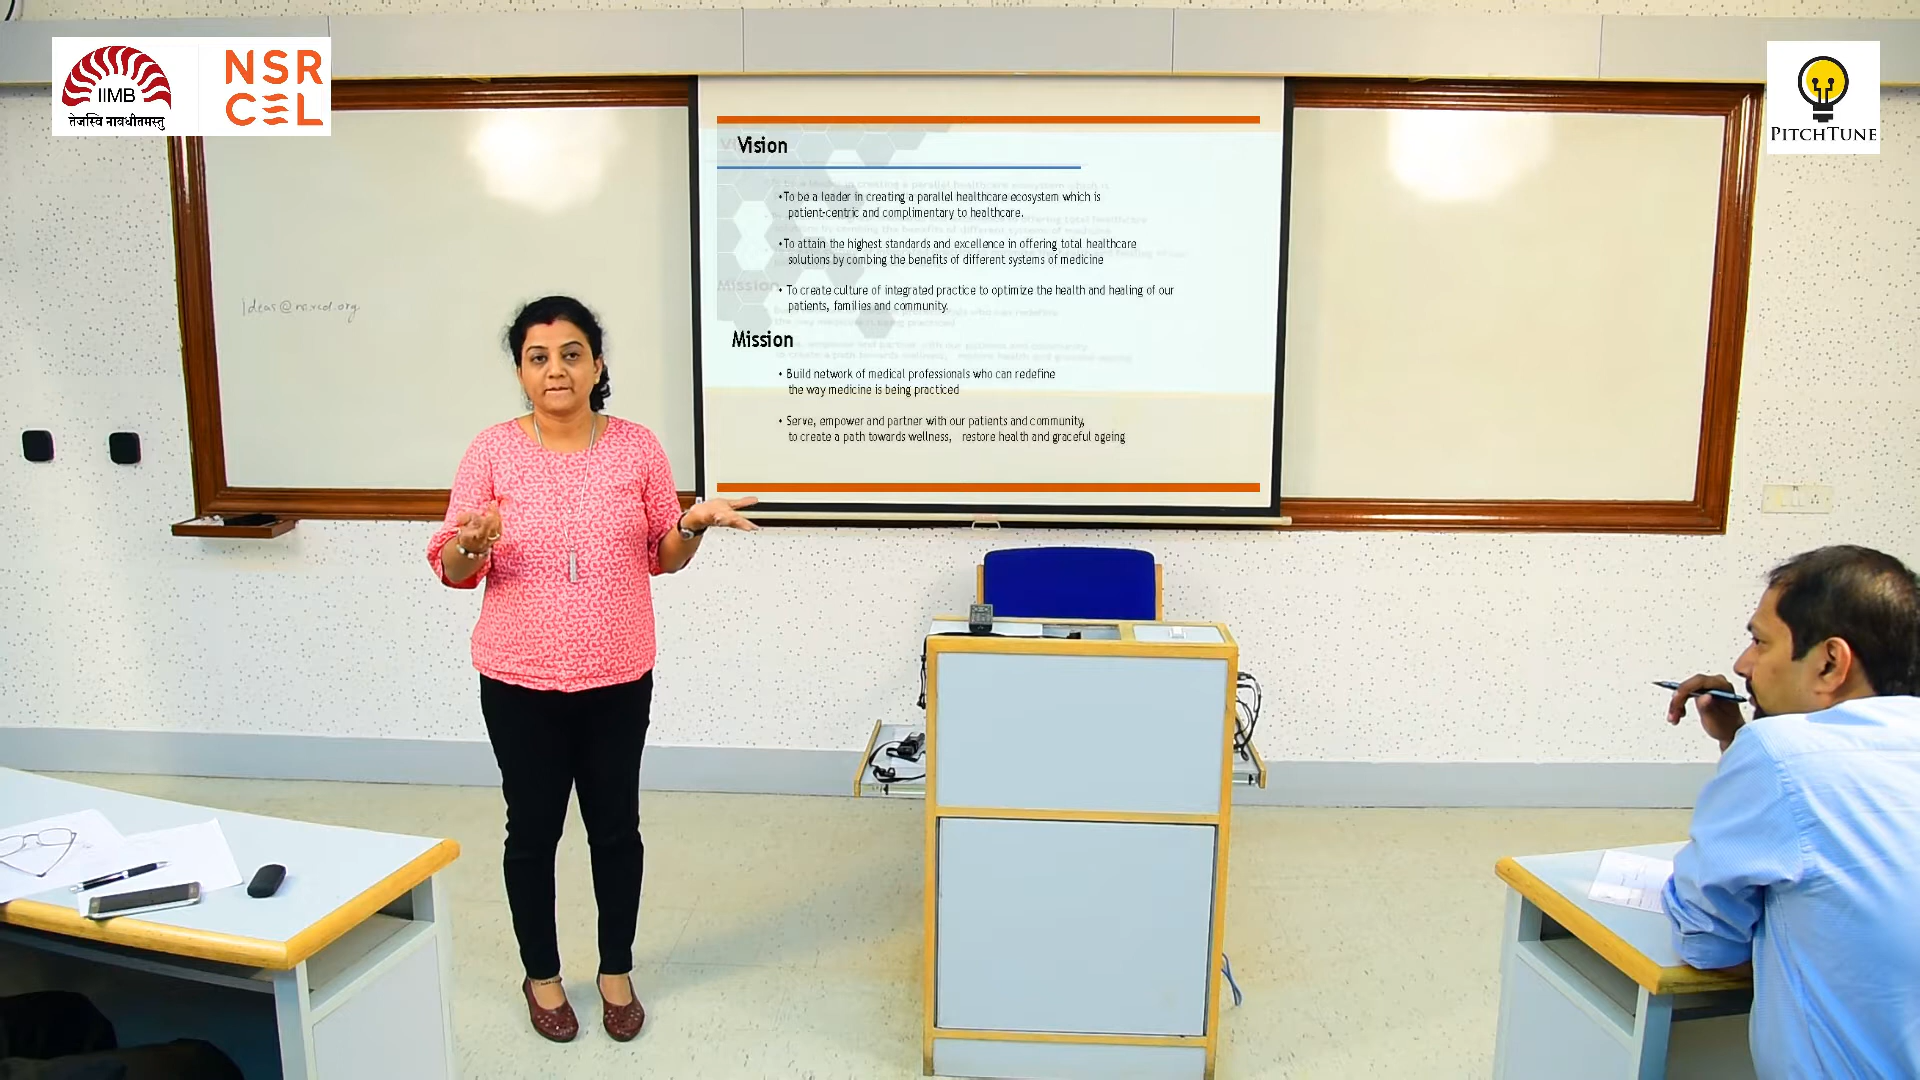 IIMB
तेजस्वि नावधीतमस्तु
NSR
CEL
PITCHTUNE
Vision
•To be a leader in creating a parallel healthcare ecosystem which is
patient-centric and complimentary to healthcare.
•To attain the highest standards and excellence in offering total healthcare
solutions by combing the benefits of different systems of medicine
• To create culture of integrated practice to optimize the health and healing of our
patients, families and community.
Mission
• Build network of medical professionals who can redefine
the way medicine is being practiced
• Serve, empower and partner with our patients and community,
to create a path towards wellness, restore health and graceful ageing